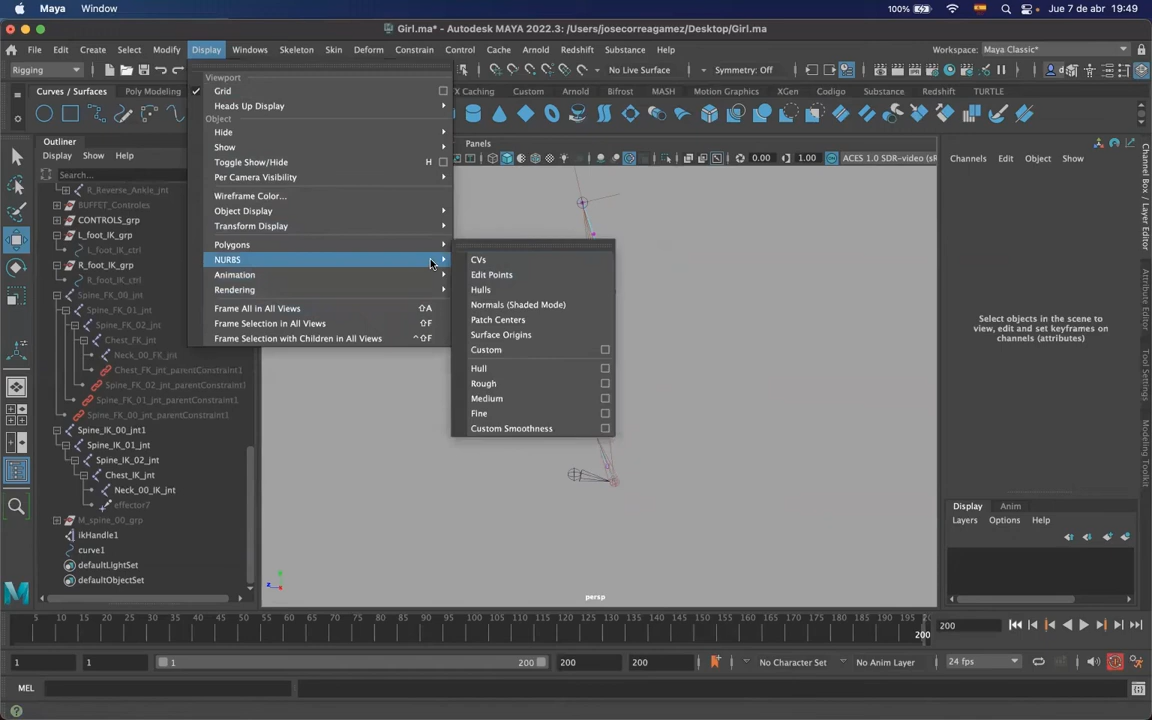 Maya Window 100% Jue 7 de abr 19:49
Girl.ma* - Autodesk MAYA 2022.3: /Users/josecorreagamez/Desktop/Girl.ma
File Edit Create Select Modify Display Windows Skeleton Skin Deform Constrain Control Cache Arnold Redshift Substance Help
Workspace: Maya Classic*
Rigging
No Live Surface
Symmetry: Off
Curves / Surfaces Poly Modeling
X Caching Custom Arnold Bifrost MASH Motion Graphics XGen Codigo Substance Redshift TURTLE
Outliner
Display Show Help
Search...
R_Reverse_Ankle_jnt
BUFFET_Controles
CONTROLS_grp
L_foot_IK_grp
L_foot_IK_ctrl
R_foot_IK_grp
R_foot_IK_ctrl
Spine_FK_00_jnt
Spine_FK_01_jnt
Spine_FK_02_jnt
Chest_FK_jnt
Neck_00_FK_jnt
Chest_FK_jnt_parentConstraint1
Spine_FK_02_jnt_parentConstraint1
Spine_FK_01_jnt_parentConstraint1
Spine_FK_00_jnt_parentConstraint1
Spine_IK_00_jnt1
Spine_IK_01_jnt
Spine_IK_02_jnt
Chest_IK_jnt
Neck_00_IK_jnt
effector7
M_spine_00_grp
ikHandle1
curve1
defaultLightSet
defaultObjectSet
Viewport
Grid
Heads Up Display
Object
Hide
Show
Toggle Show/Hide H
Per Camera Visibility
Wireframe Color...
Object Display
Transform Display
Polygons
NURBS
Animation
Rendering
Frame All in All Views ⇧A
Frame Selection in All Views ⇧F
Frame Selection with Children in All Views ^⇧F
CVs
Edit Points
Hulls
Normals (Shaded Mode)
Patch Centers
Surface Origins
Custom
Hull
Rough
Medium
Fine
Custom Smoothness
Panels
0.00 1.00 ACES 1.0 SDR-video (sR
z
persp
Channels Edit Object Show
Select objects in the scene to
view, edit and set keyframes on
channels (attributes)
Display Anim
Layers Options Help
Channel Box / Layer Editor
Attribute Editor
Tool Settings
Modeling Toolkit
5 10 15 20 25 30 35 40 45 50 55 60 65 70 75 80 85 90 95 100 105 110 115 120 125 130 135 140 145 150 155 160 165 170 175 180 185 190 195 20
200
200
1 1 1 200 200 200 No Character Set No Anim Layer 24 fps
MEL